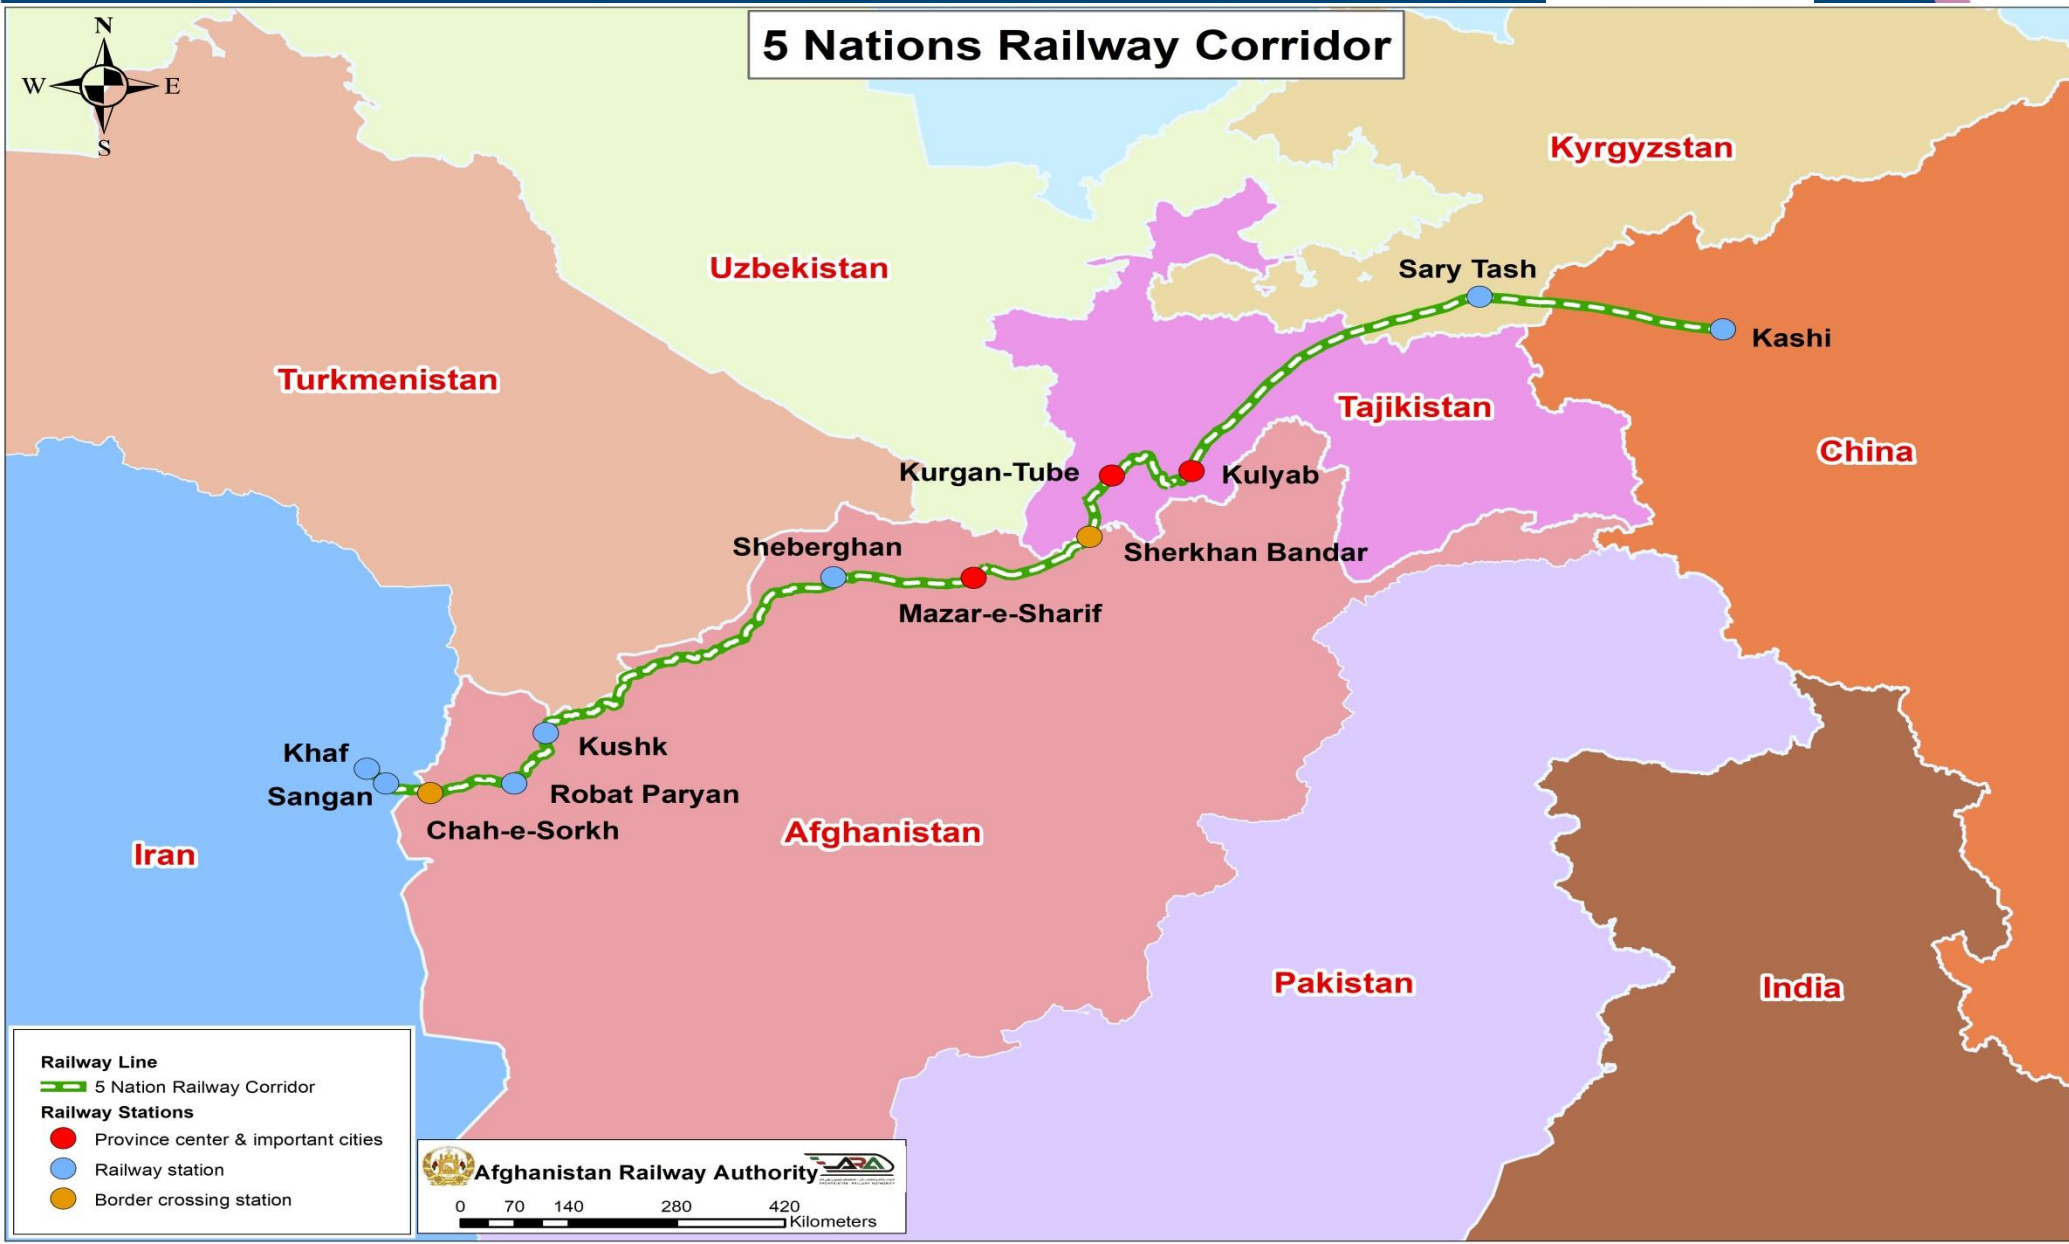 5 Nations Railway Corridor
N
W
E
S
Kyrgyzstan
Uzbekistan
Sary Tash
Kashi
Turkmenistan
Tajikistan
China
Kurgan-Tube
Kulyab
Sheberghan
Sherkhan Bandar
Mazar-e-Sharif
Kushk
Khaf
Sangan
Robat Paryan
Chah-e-Sorkh
Afghanistan
Iran
Pakistan
India
Railway Line
5 Nation Railway Corridor
Railway Stations
Province center & important cities
Railway station
Border crossing station
Afghanistan Railway Authority
ARA
0 70 140 280 420
Kilometers